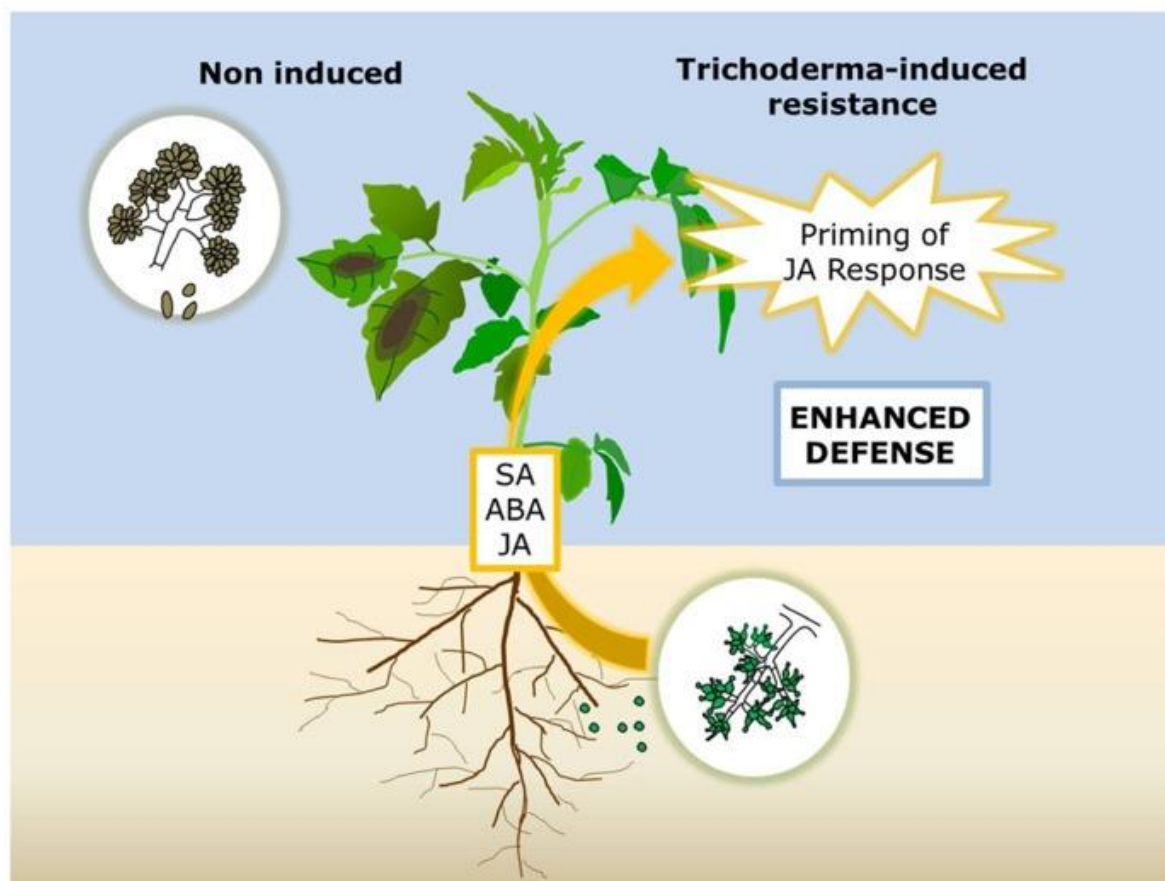 Non induced
Trichoderma-induced
resistance
Priming of
JA Response
ENHANCED
DEFENSE
SA
ABA
JA